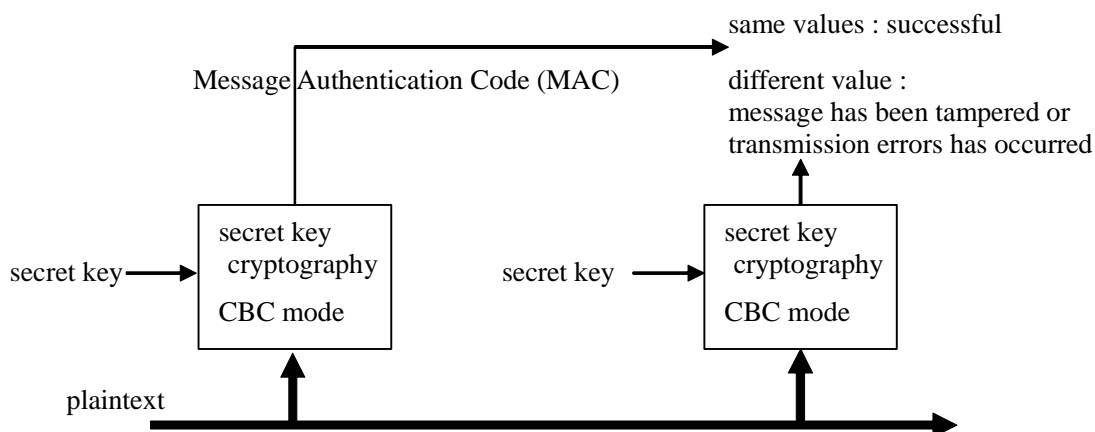 same values : successful
Message Authentication Code (MAC)
different value :
message has been tampered or
transmission errors has occurred
secret key
secret key
cryptography
CBC mode
secret key
secret key
cryptography
CBC mode
plaintext